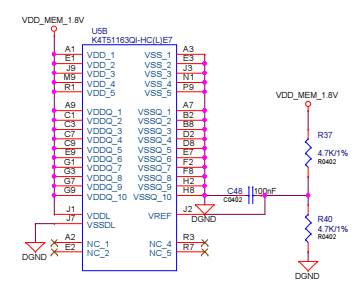 VDD_MEM_1.8V
U5B
K4T51163QI-HC(L)E7
A1 VDD_1 VSS_1 A3
E1 VDD_2 VSS_2 E3
J9 VDD_3 VSS_3 J3
M9 VDD_4 VSS_4 N1
R1 VDD_5 VSS_5 P9
A9 VDDQ_1 VSSQ_1 A7
C1 VDDQ_2 VSSQ_2 B2
C3 VDDQ_3 VSSQ_3 B8
C7 VDDQ_4 VSSQ_4 D2
C9 VDDQ_5 VSSQ_5 D8
E9 VDDQ_6 VSSQ_6 E7
G1 VDDQ_7 VSSQ_7 F2
G3 VDDQ_8 VSSQ_8 F8
G7 VDDQ_9 VSSQ_9 H2
G9 VDDQ_10 VSSQ_10 H8
J1 VDDL VREF J2
J7 VSSDL
A2 NC_1 NC_4 R3
E2 NC_2 NC_5 R7
DGND
C48 100nF
C0402
DGND
VDD_MEM_1.8V
R37
4.7K/1%
R0402
R40
4.7K/1%
R0402
DGND